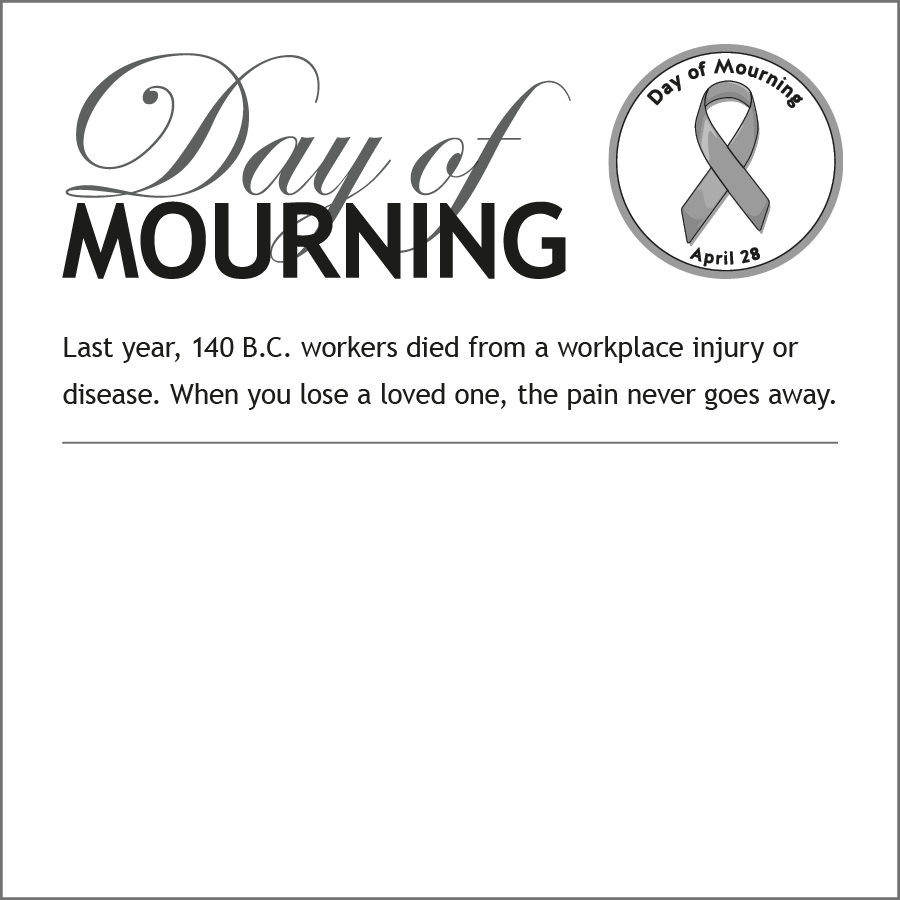 Day of
MOURNING
Day of Mourning
April 28
Last year, 140 B.C. workers died from a workplace injury or
disease. When you lose a loved one, the pain never goes away.